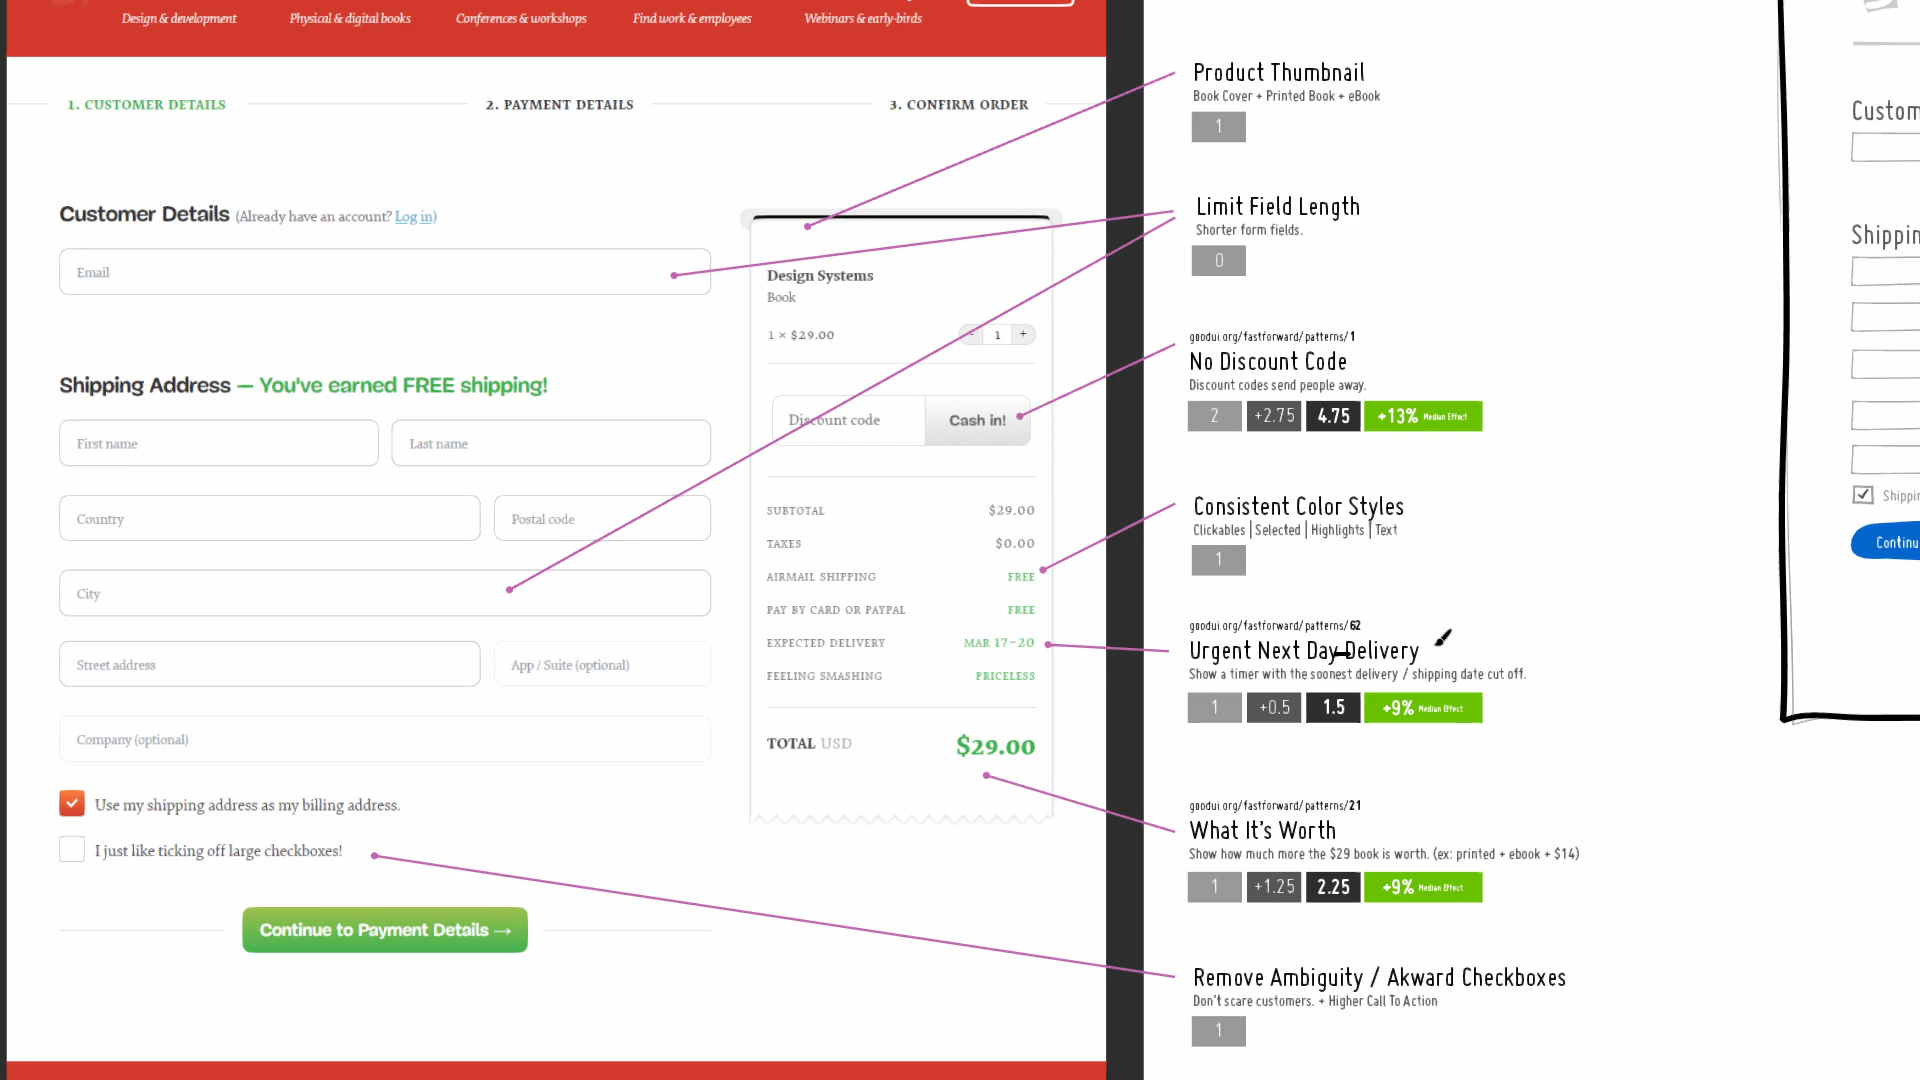 Design & development
Physical & digital books
Conferences & workshops
Find work & employees
Webinars & early-birds
1. CUSTOMER DETAILS
2. PAYMENT DETAILS
3. CONFIRM ORDER
Customer Details (Already have an account? Log in)
Email
Shipping Address — You've earned FREE shipping!
First name
Last name
Country
Postal code
City
Street address
App / Suite (optional)
Company (optional)
Use my shipping address as my billing address.
I just like ticking off large checkboxes!
Continue to Payment Details →
Design Systems
Book
1 × $29.00
- 1 +
Discount code
Cash in!
SUBTOTAL $29.00
TAXES $0.00
AIRMAIL SHIPPING FREE
PAY BY CARD OR PAYPAL FREE
EXPECTED DELIVERY MAR 17–20
FEELING SMASHING PRICELESS
TOTAL USD $29.00
Product Thumbnail
Book Cover + Printed Book + eBook
1
Limit Field Length
Shorter form fields.
0
goodui.org/fastforward/patterns/1
No Discount Code
Discount codes send people away.
2 +2.75 4.75 +13% Median Effect
Consistent Color Styles
Clickables | Selected | Highlights | Text
1
goodui.org/fastforward/patterns/62
Urgent Next Day Delivery
Show a timer with the soonest delivery / shipping date cut off.
1 +0.5 1.5 +9% Median Effect
goodui.org/fastforward/patterns/21
What It's Worth
Show how much more the $29 book is worth. (ex: printed + ebook + $14)
1 +1.25 2.25 +9% Median Effect
Remove Ambiguity / Akward Checkboxes
Don't scare customers. + Higher Call To Action
1
Custom
Shippin
Shippin
Continu